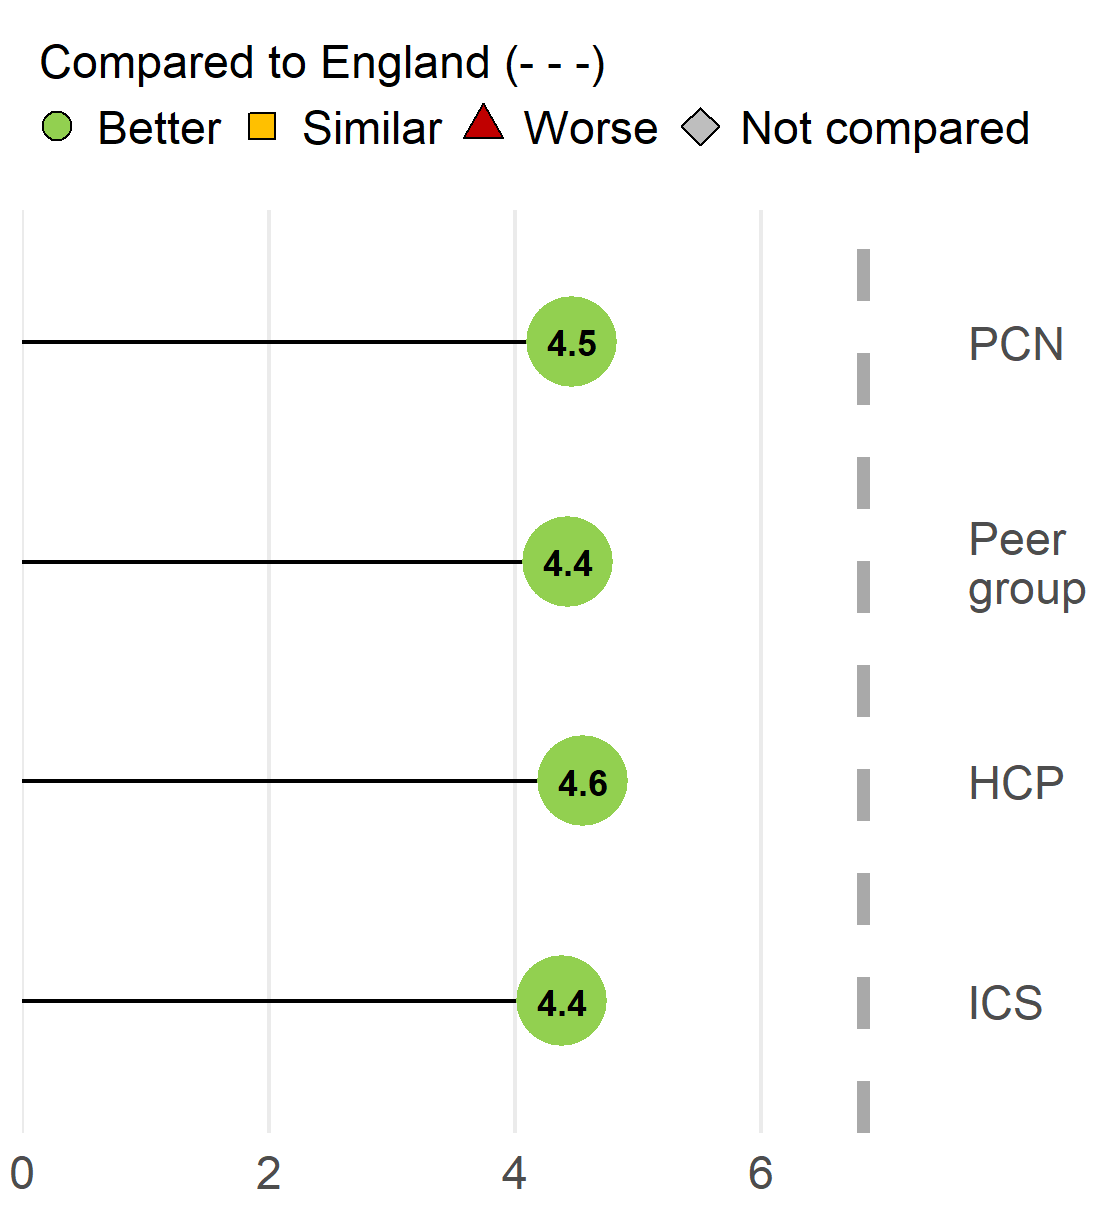 Compared to England (- - -)
Better Similar Worse Not compared
4.5 PCN
4.4 Peer
group
4.6 HCP
4.4 ICS
0 2 4 6